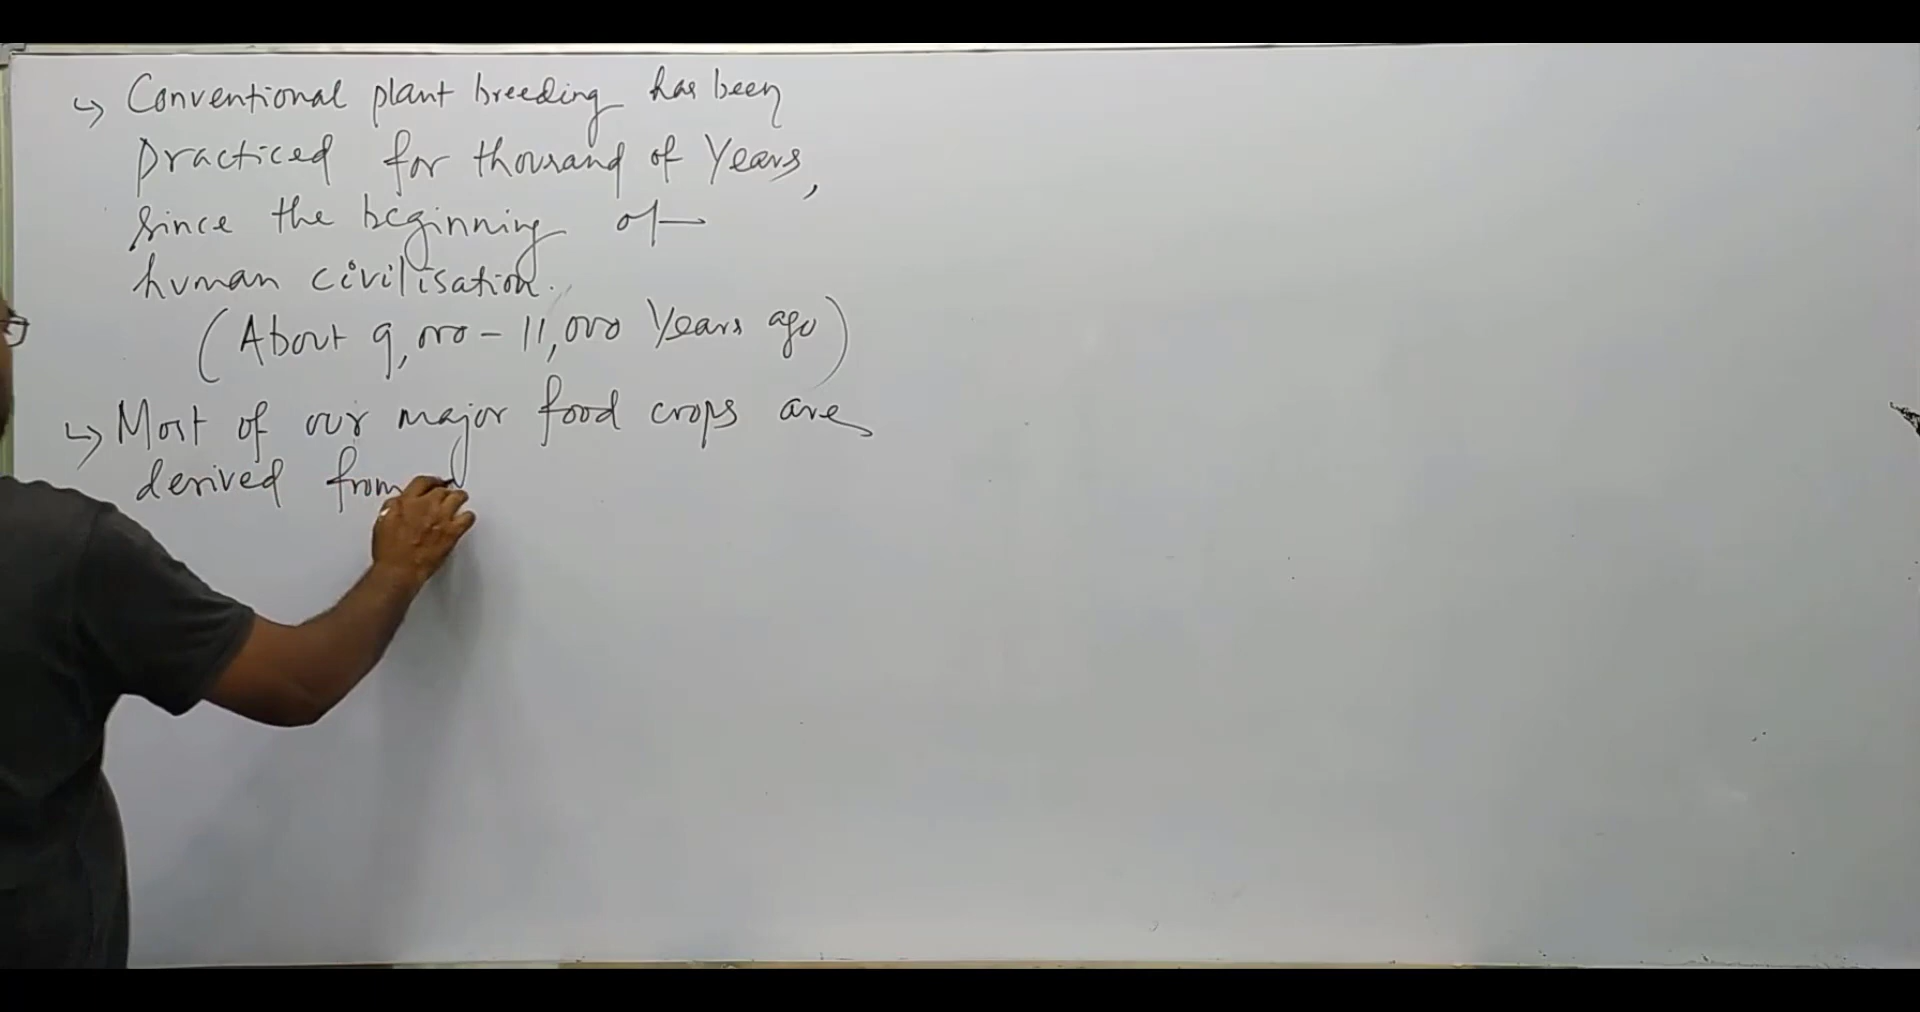 ↳ Conventional plant breeding has been
practiced for thousand of Years,
since the beginning of
human civilisation.
(About 9,000 - 11,000 Years ago)
↳ Most of our major food crops are
derived from